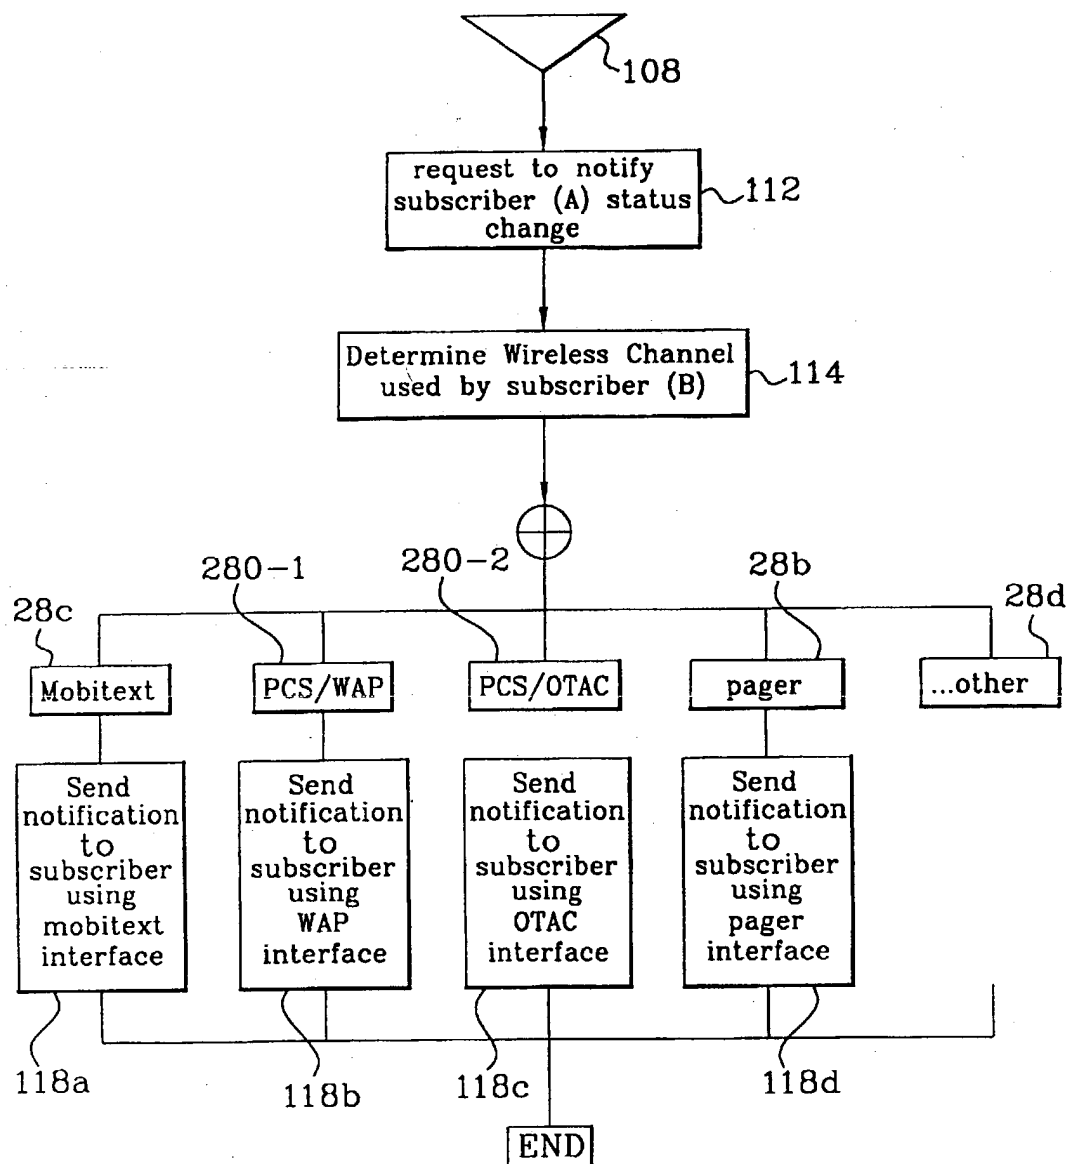 108
request to notify
subscriber (A) status
change
112
Determine Wireless Channel
used by subscriber (B)
114
28c
280-1
280-2
28b
28d
Mobitext
PCS/WAP
PCS/OTAC
pager
...other
Send
notification
to
subscriber
using
mobitext
interface
Send
notification
to
subscriber
using
WAP
interface
Send
notification
to
subscriber
using
OTAC
interface
Send
notification
to
subscriber
using
pager
interface
118a
118b
118c
118d
END